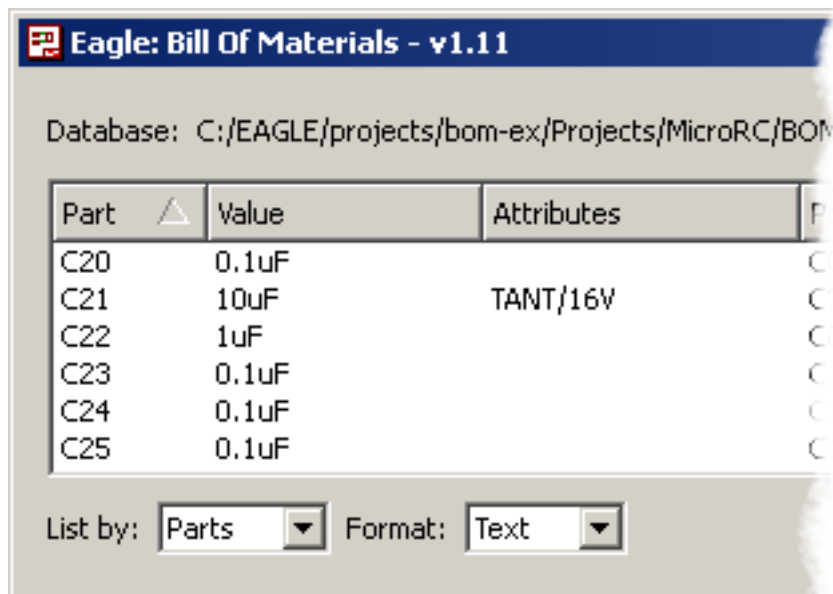 Eagle: Bill Of Materials - v1.11
Database: C:/EAGLE/projects/bom-ex/Projects/MicroRC/BOM
Part Value Attributes
C20 0.1uF
C21 10uF TANT/16V
C22 1uF
C23 0.1uF
C24 0.1uF
C25 0.1uF
List by: Parts Format: Text